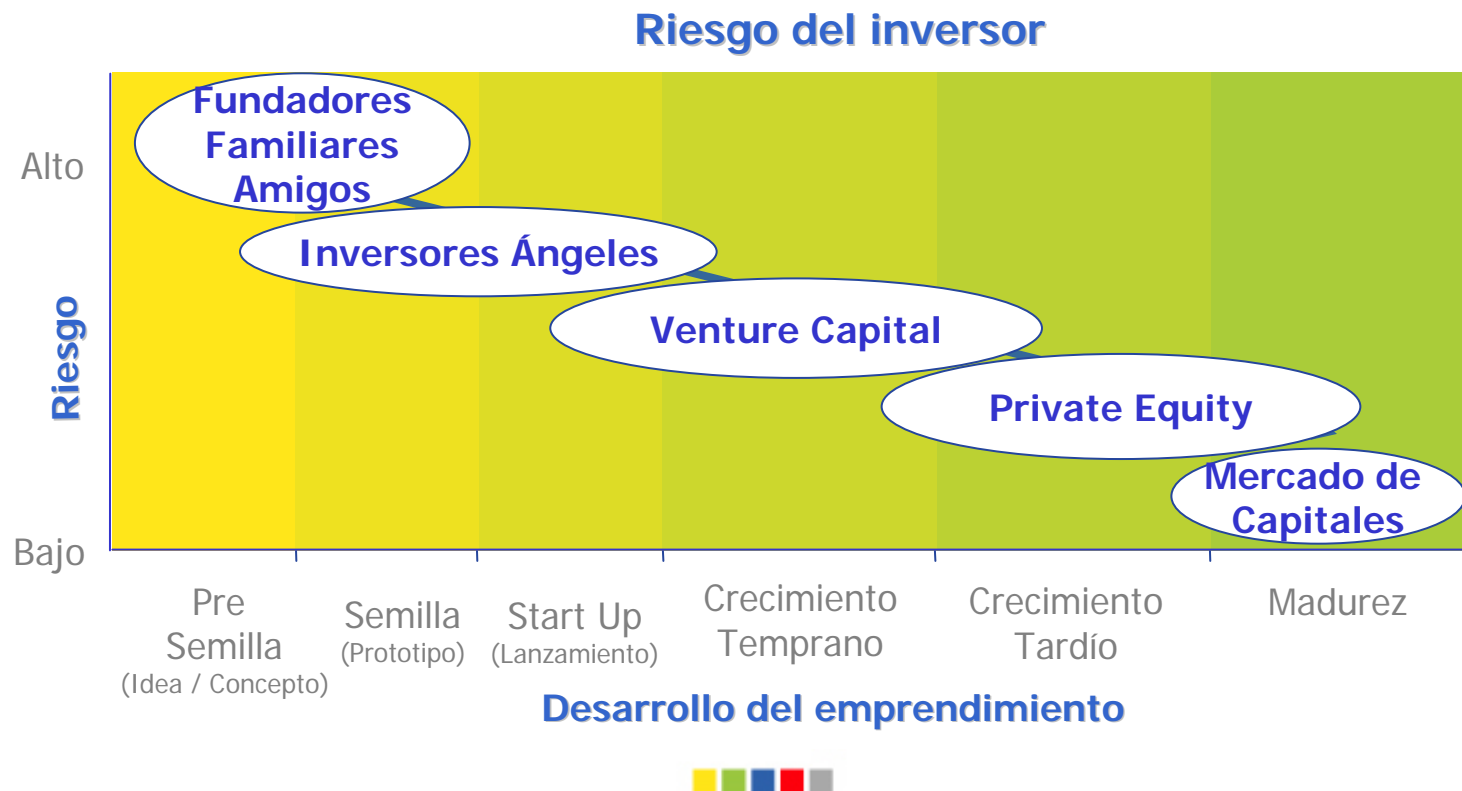 Riesgo del inversor
Fundadores
Familiares
Amigos
Alto
Inversores Ángeles
Venture Capital
Riesgo
Private Equity
Mercado de
Capitales
Bajo
Pre
Semilla
(Idea / Concepto)
Semilla
(Prototipo)
Start Up
(Lanzamiento)
Crecimiento
Temprano
Crecimiento
Tardío
Madurez
Desarrollo del emprendimiento